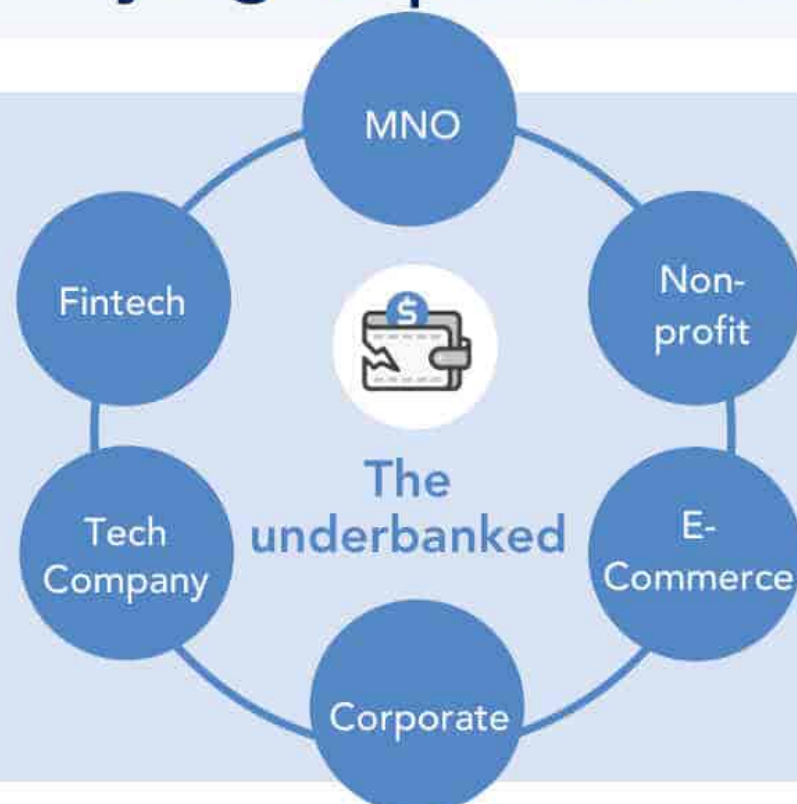 MNO
Fintech
Non-
profit
$
The
underbanked
Tech
Company
E-
Commerce
Corporate